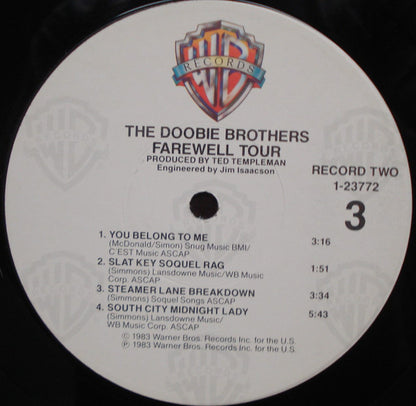 WB
RECORDS
THE DOOBIE BROTHERS
FAREWELL TOUR
PRODUCED BY TED TEMPLEMAN
Engineered by Jim Isaacson
RECORD TWO
1-23772
3
1. YOU BELONG TO ME 3:16
(McDonald/Simon) Snug Music BMI/
C'EST Music ASCAP
2. SLAT KEY SOQUEL RAG 1:51
(Simmons) Lansdowne Music/WB Music
Corp. ASCAP
3. STEAMER LANE BREAKDOWN 3:34
(Simmons) Soquel Songs ASCAP
4. SOUTH CITY MIDNIGHT LADY 5:43
(Simmons) Lansdowne Music/
WB Music Corp. ASCAP
© 1983 Warner Bros. Records Inc. for the U.S.
℗ 1983 Warner Bros. Records Inc. for the U.S.